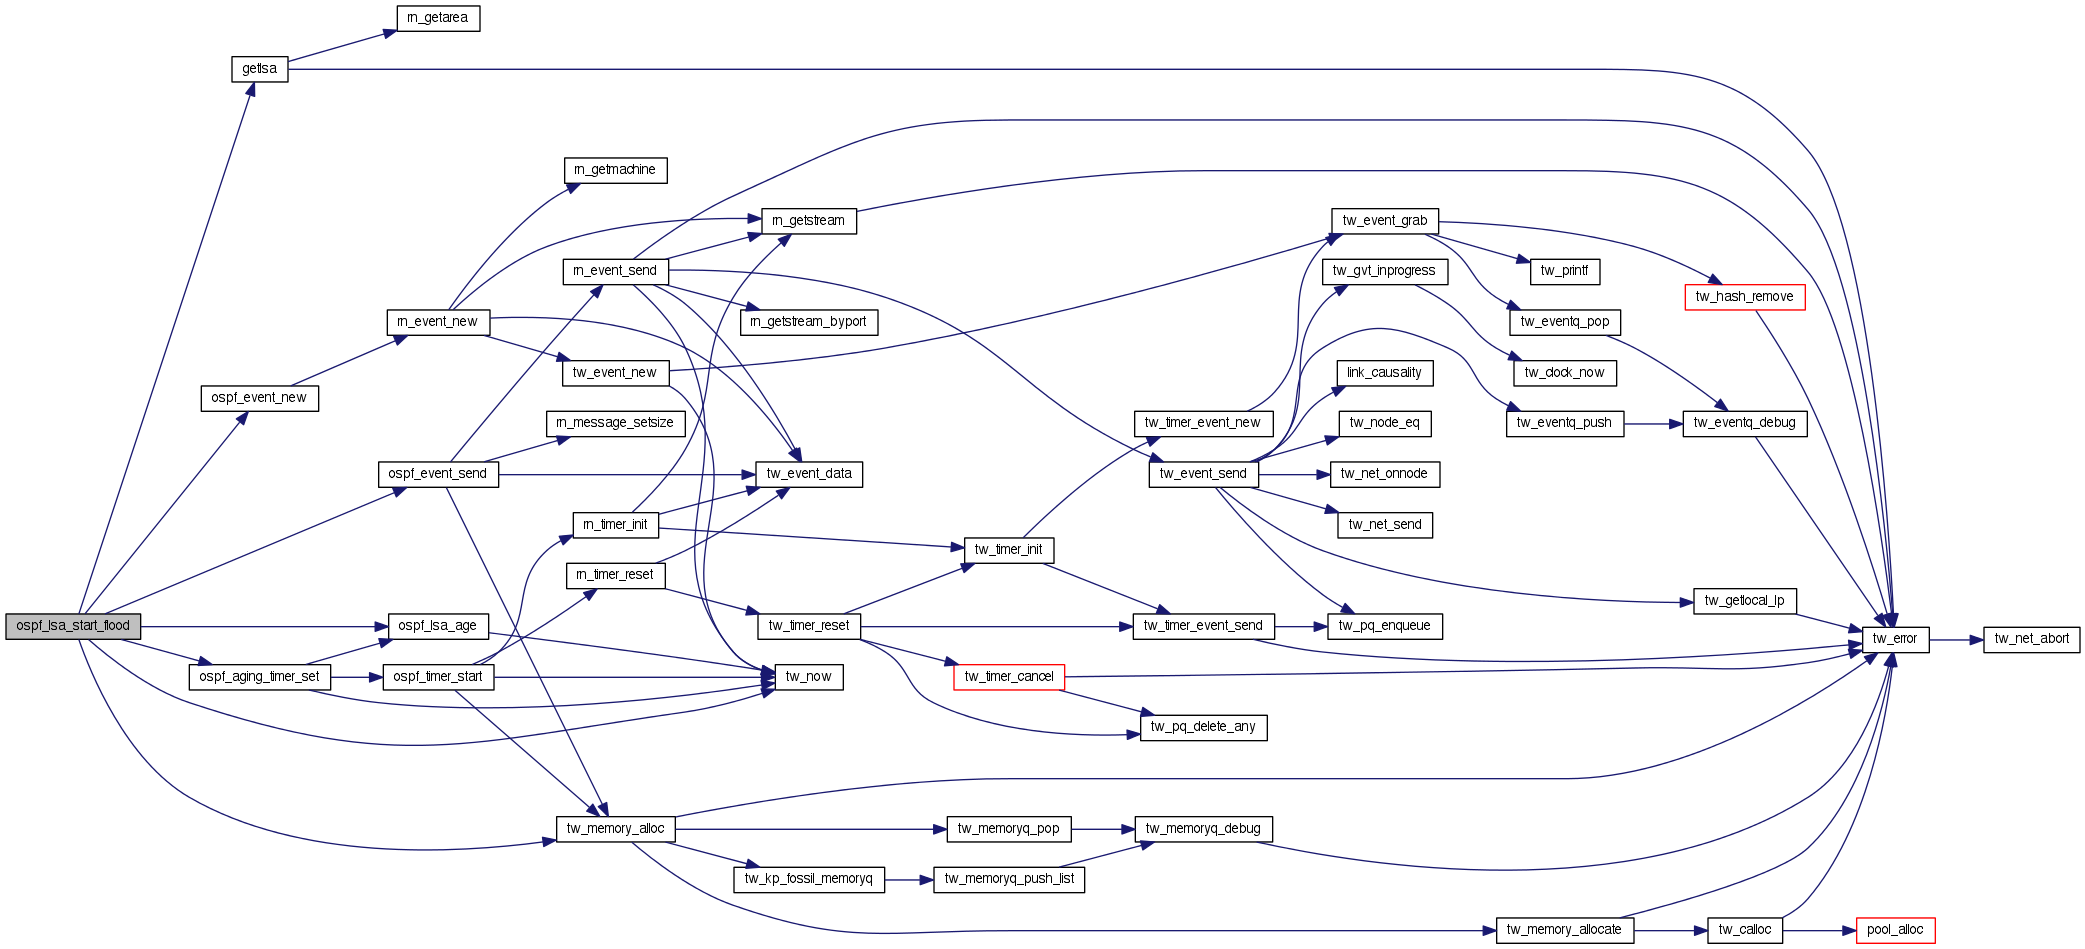 rn_getarea
getlsa
rn_getmachine
rn_getstream
tw_event_grab
rn_event_send
tw_gvt_inprogress
tw_printf
tw_hash_remove
rn_event_new
rn_getstream_byport
tw_eventq_pop
tw_event_new
link_causality
tw_clock_now
ospf_event_new
rn_message_setsize
tw_timer_event_new
tw_node_eq
tw_eventq_push
tw_eventq_debug
ospf_event_send
tw_event_data
tw_event_send
tw_net_onnode
rn_timer_init
tw_net_send
tw_timer_init
rn_timer_reset
tw_getlocal_lp
ospf_lsa_start_flood
ospf_lsa_age
tw_timer_reset
tw_timer_event_send
tw_pq_enqueue
tw_error
tw_net_abort
ospf_aging_timer_set
ospf_timer_start
tw_now
tw_timer_cancel
tw_pq_delete_any
tw_memory_alloc
tw_memoryq_pop
tw_memoryq_debug
tw_kp_fossil_memoryq
tw_memoryq_push_list
tw_memory_allocate
tw_calloc
pool_alloc